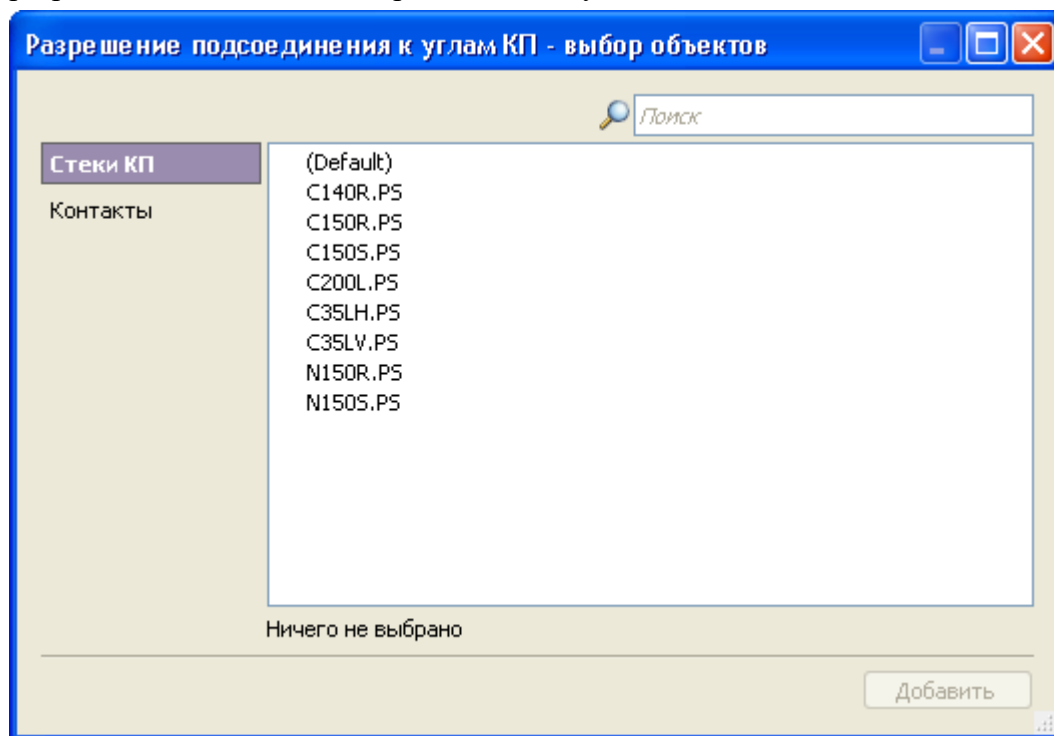 Разрешение подсоединения к углам КП - выбор объектов
Поиск
Стеки КП
Контакты
(Default)
C140R.PS
C150R.PS
C150S.PS
C200L.PS
C35LH.PS
C35LV.PS
N150R.PS
N150S.PS
Ничего не выбрано
Добавить